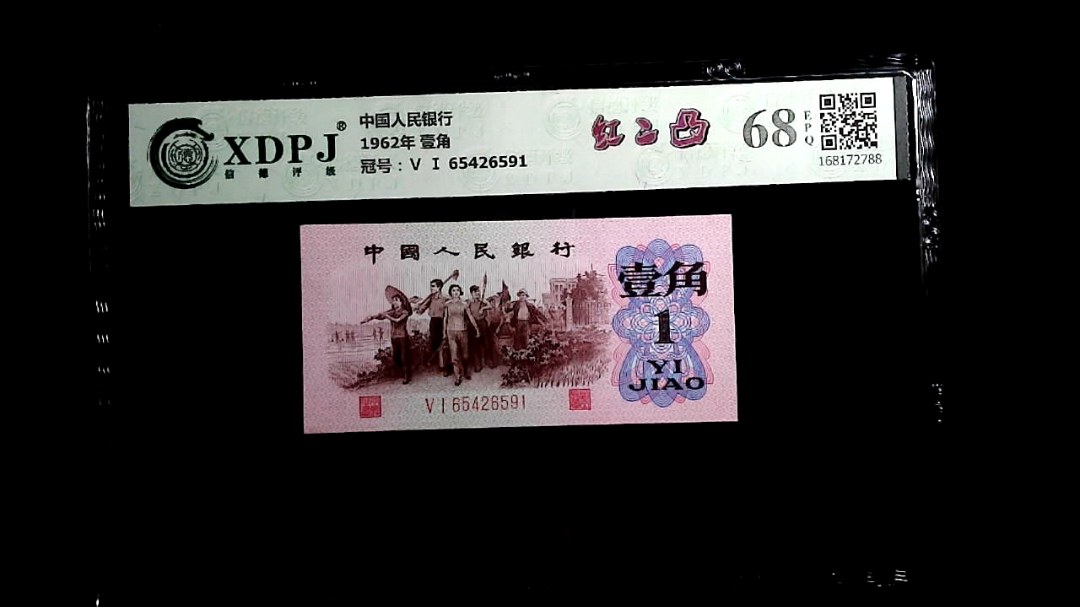 XDPJ®
信德评级
中国人民银行
1962年 壹角
冠号：V I 65426591
红二凸
68
EPQ
168172788
中國人民銀行
壹角
1
YI
JIAO
V I 65426591